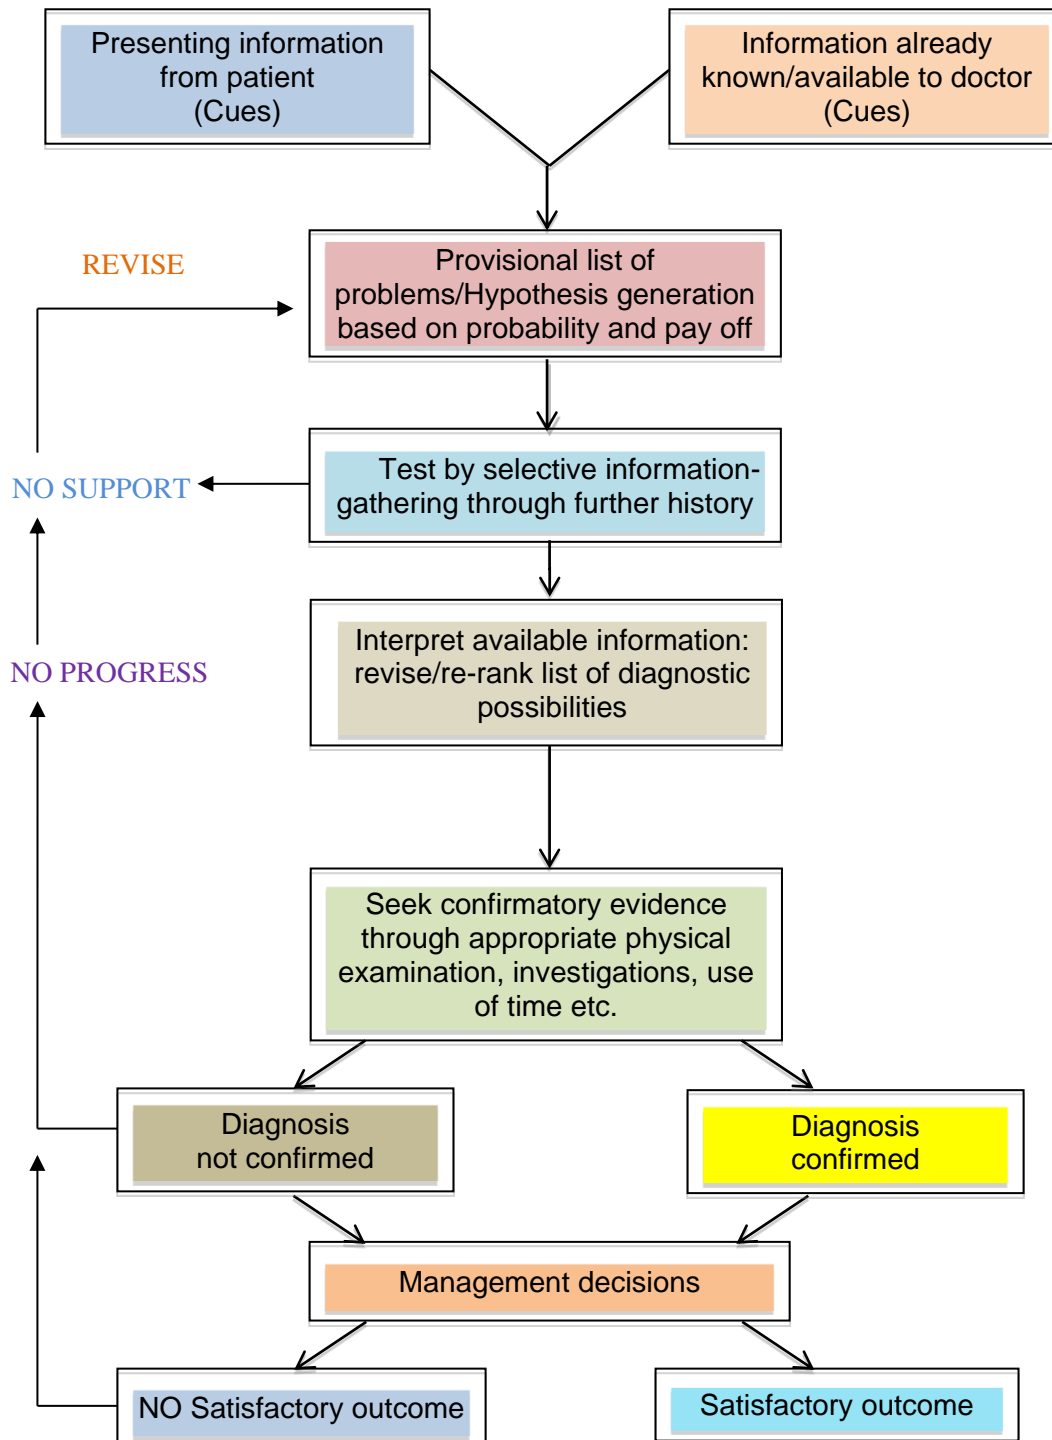 Presenting information
from patient
(Cues)
Information already
known/available to doctor
(Cues)
REVISE
Provisional list of
problems/Hypothesis generation
based on probability and pay off
NO SUPPORT
Test by selective information-
gathering through further history
NO PROGRESS
Interpret available information:
revise/re-rank list of diagnostic
possibilities
Seek confirmatory evidence
through appropriate physical
examination, investigations, use
of time etc.
Diagnosis
not confirmed
Diagnosis
confirmed
Management decisions
NO Satisfactory outcome
Satisfactory outcome